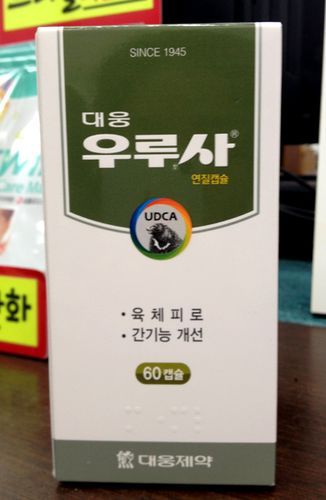 SINCE 1945
대웅
우루사®
연질캡슐
UDCA
• 육체피로
• 간기능 개선
60캡슐
대웅제약